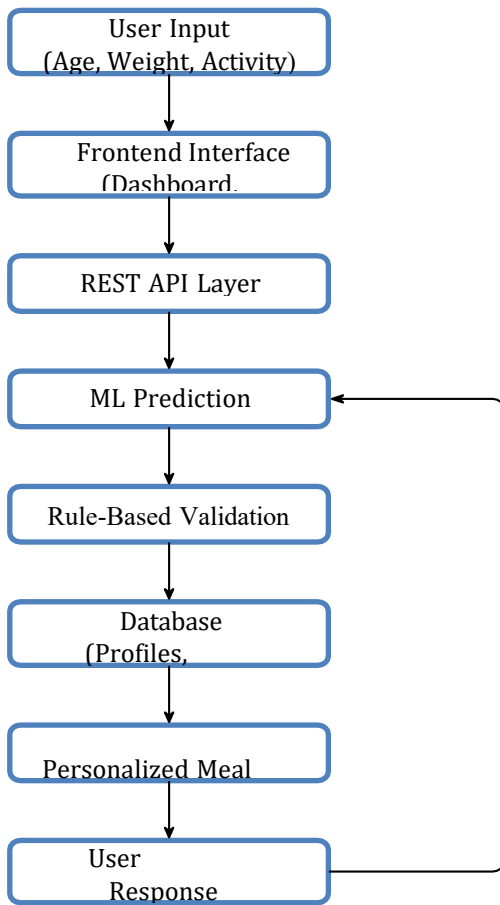 User Input
(Age, Weight, Activity)
Frontend Interface
(Dashboard,
REST API Layer
ML Prediction
Rule-Based Validation
Database
(Profiles,
Personalized Meal
User
Response